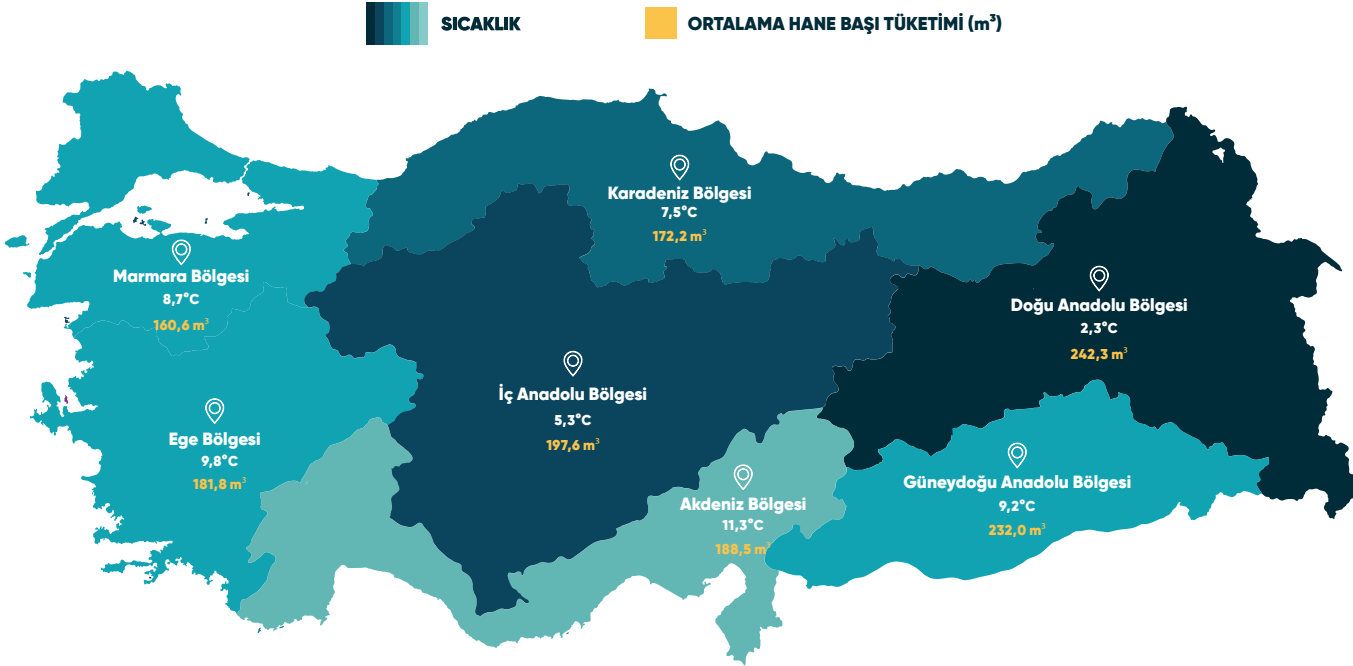 SICAKLIK
ORTALAMA HANE BAŞI TÜKETİMİ (m³)
Karadeniz Bölgesi
7,5°C
172,2 m³
Marmara Bölgesi
8,7°C
160,6 m³
Doğu Anadolu Bölgesi
2,3°C
242,3 m³
İç Anadolu Bölgesi
5,3°C
197,6 m³
Ege Bölgesi
9,8°C
181,8 m³
Akdeniz Bölgesi
11,3°C
188,5 m³
Güneydoğu Anadolu Bölgesi
9,2°C
232,0 m³